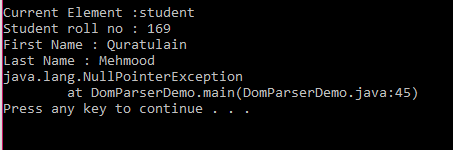 Current Element :student
Student roll no : 169
First Name : Quratulain
Last Name : Mehmood
java.lang.NullPointerException
        at DomParserDemo.main(DomParserDemo.java:45)
Press any key to continue . . .